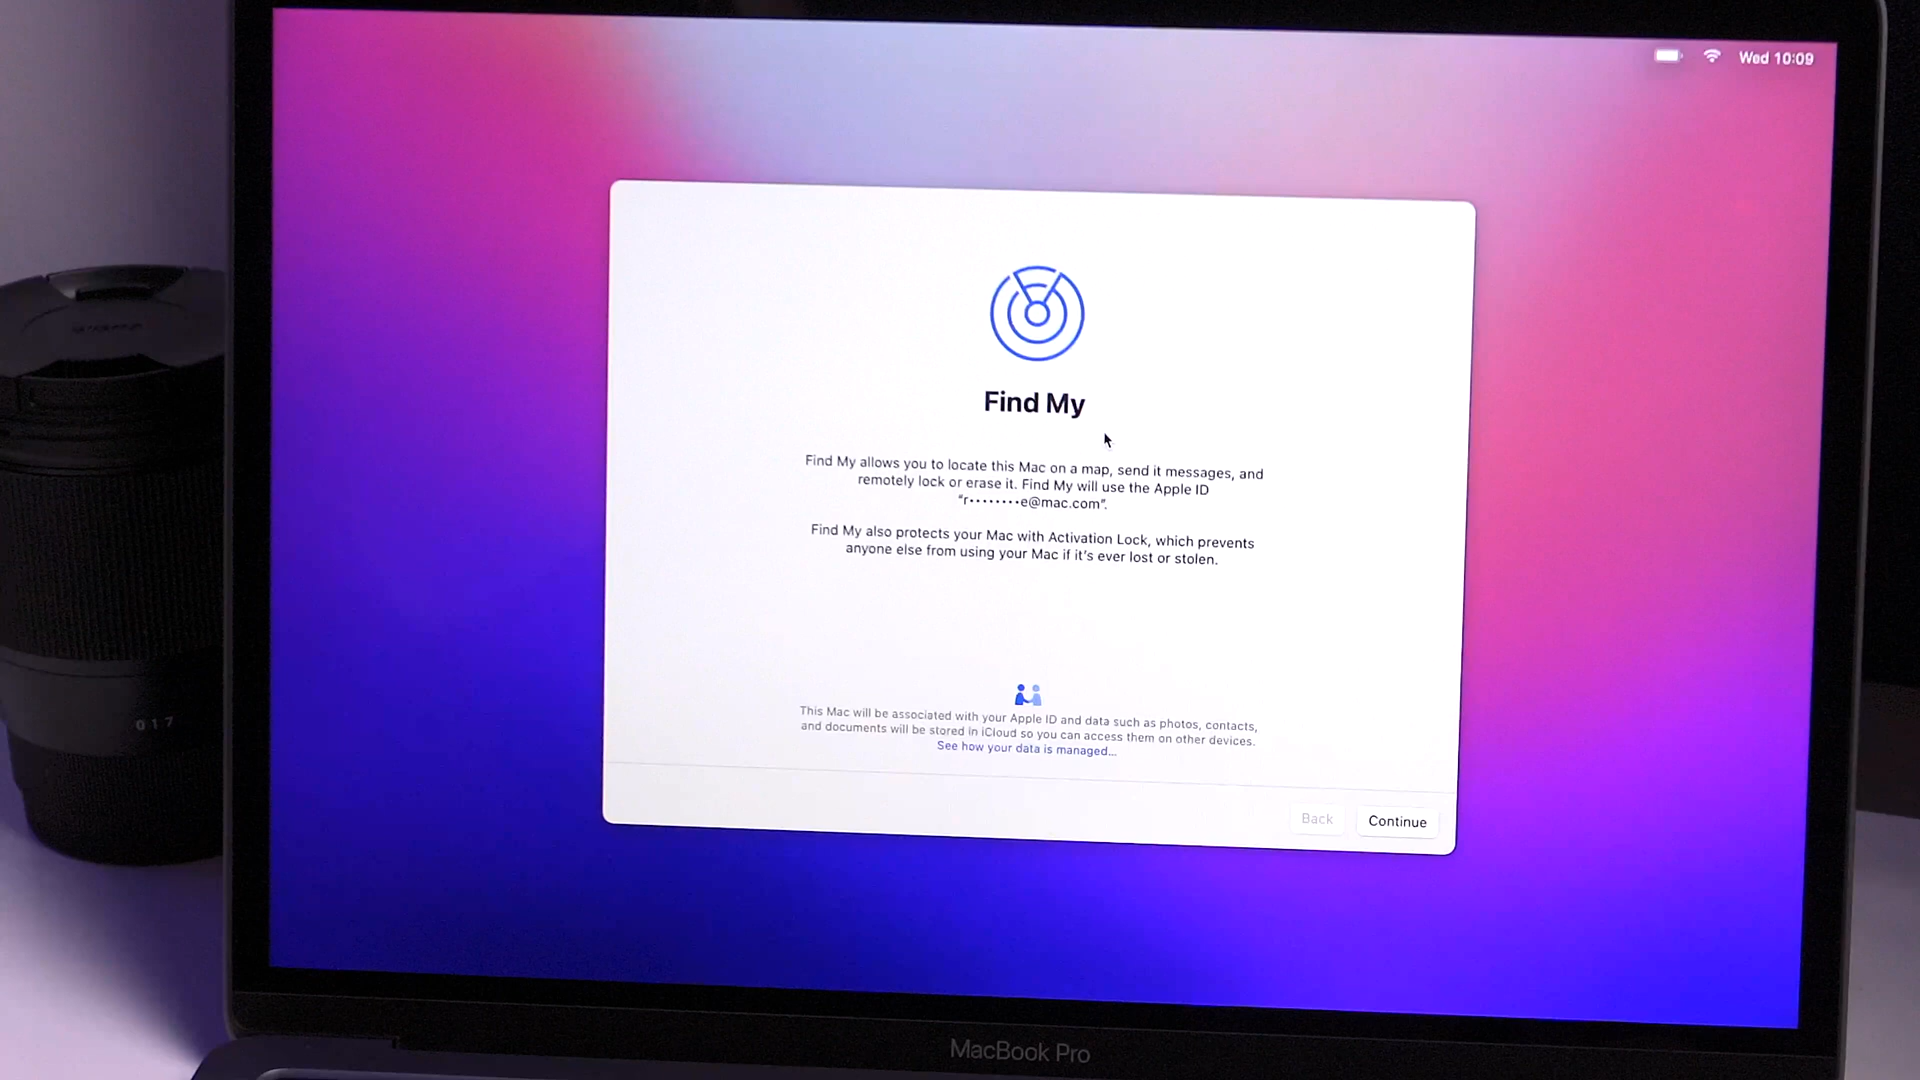 Wed 10:09
Find My
Find My allows you to locate this Mac on a map, send it messages, and
remotely lock or erase it. Find My will use the Apple ID
“r••••••••e@mac.com”.
Find My also protects your Mac with Activation Lock, which prevents
anyone else from using your Mac if it’s ever lost or stolen.
This Mac will be associated with your Apple ID and data such as photos, contacts,
and documents will be stored in iCloud so you can access them on other devices.
See how your data is managed...
Back
Continue
017
MacBook Pro